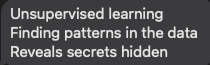 Unsupervised learning
Finding patterns in the data
Reveals secrets hidden